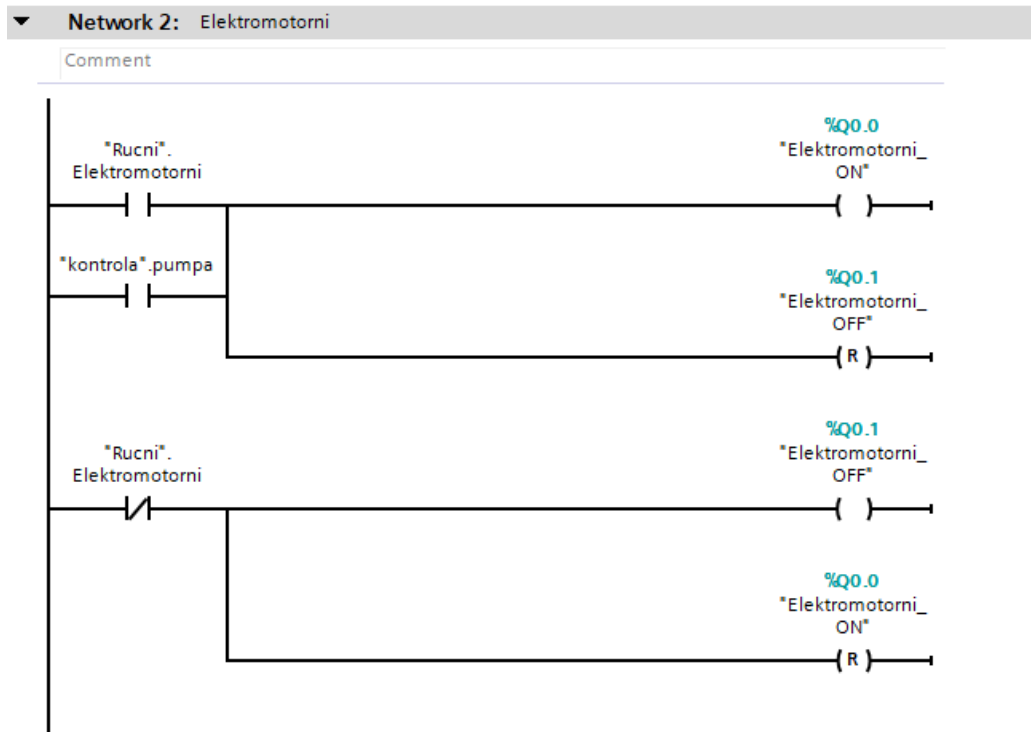 Network 2: Elektromotorni
Comment
%Q0.0
"Rucni".
Elektromotorni
"Elektromotorni_
ON"
"kontrola".pumpa
%Q0.1
"Elektromotorni_
OFF"
R
%Q0.1
"Rucni".
Elektromotorni
"Elektromotorni_
OFF"
%Q0.0
"Elektromotorni_
ON"
R